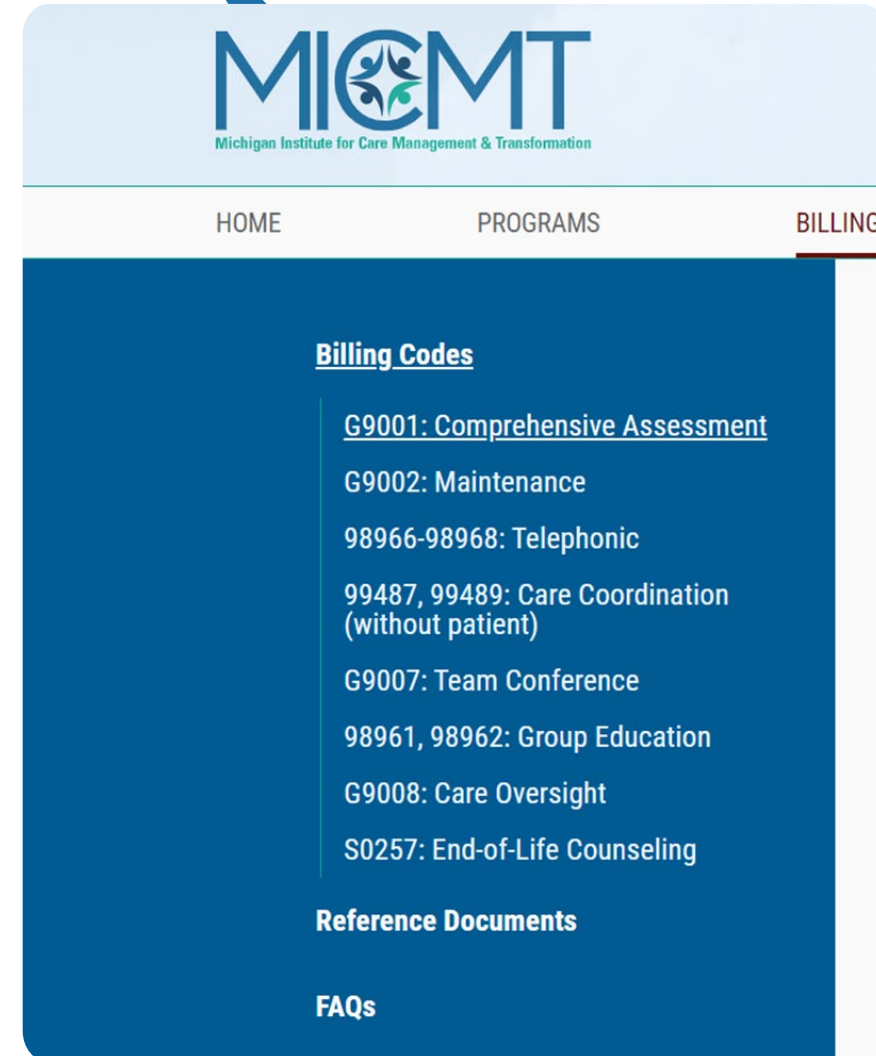 MICMT
Michigan Institute for Care Management & Transformation
HOME PROGRAMS BILLING
Billing Codes
G9001: Comprehensive Assessment
G9002: Maintenance
98966-98968: Telephonic
99487, 99489: Care Coordination
(without patient)
G9007: Team Conference
98961, 98962: Group Education
G9008: Care Oversight
S0257: End-of-Life Counseling
Reference Documents
FAQs